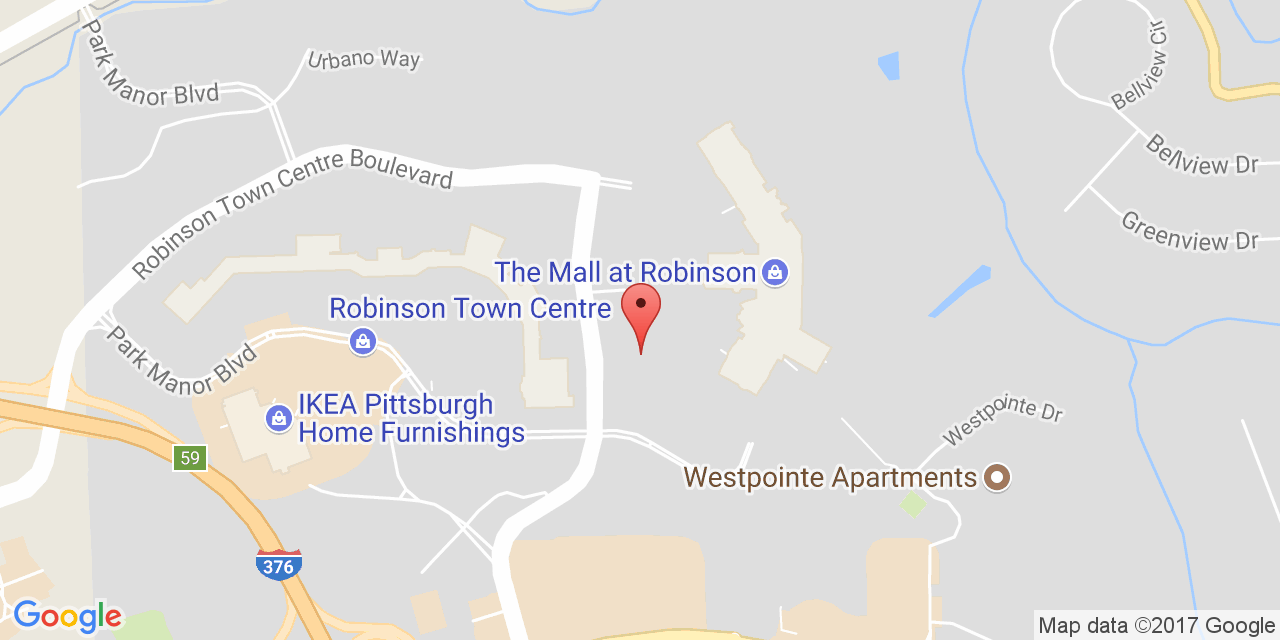 Park Manor Blvd
Urbano Way
Bellview Cir
Bellview Dr
Greenview Dr
Robinson Town Centre Boulevard
The Mall at Robinson
Robinson Town Centre
Park Manor Blvd
IKEA Pittsburgh
Home Furnishings
Westpointe Dr
59
Westpointe Apartments
376
Google
Map data ©2017 Google